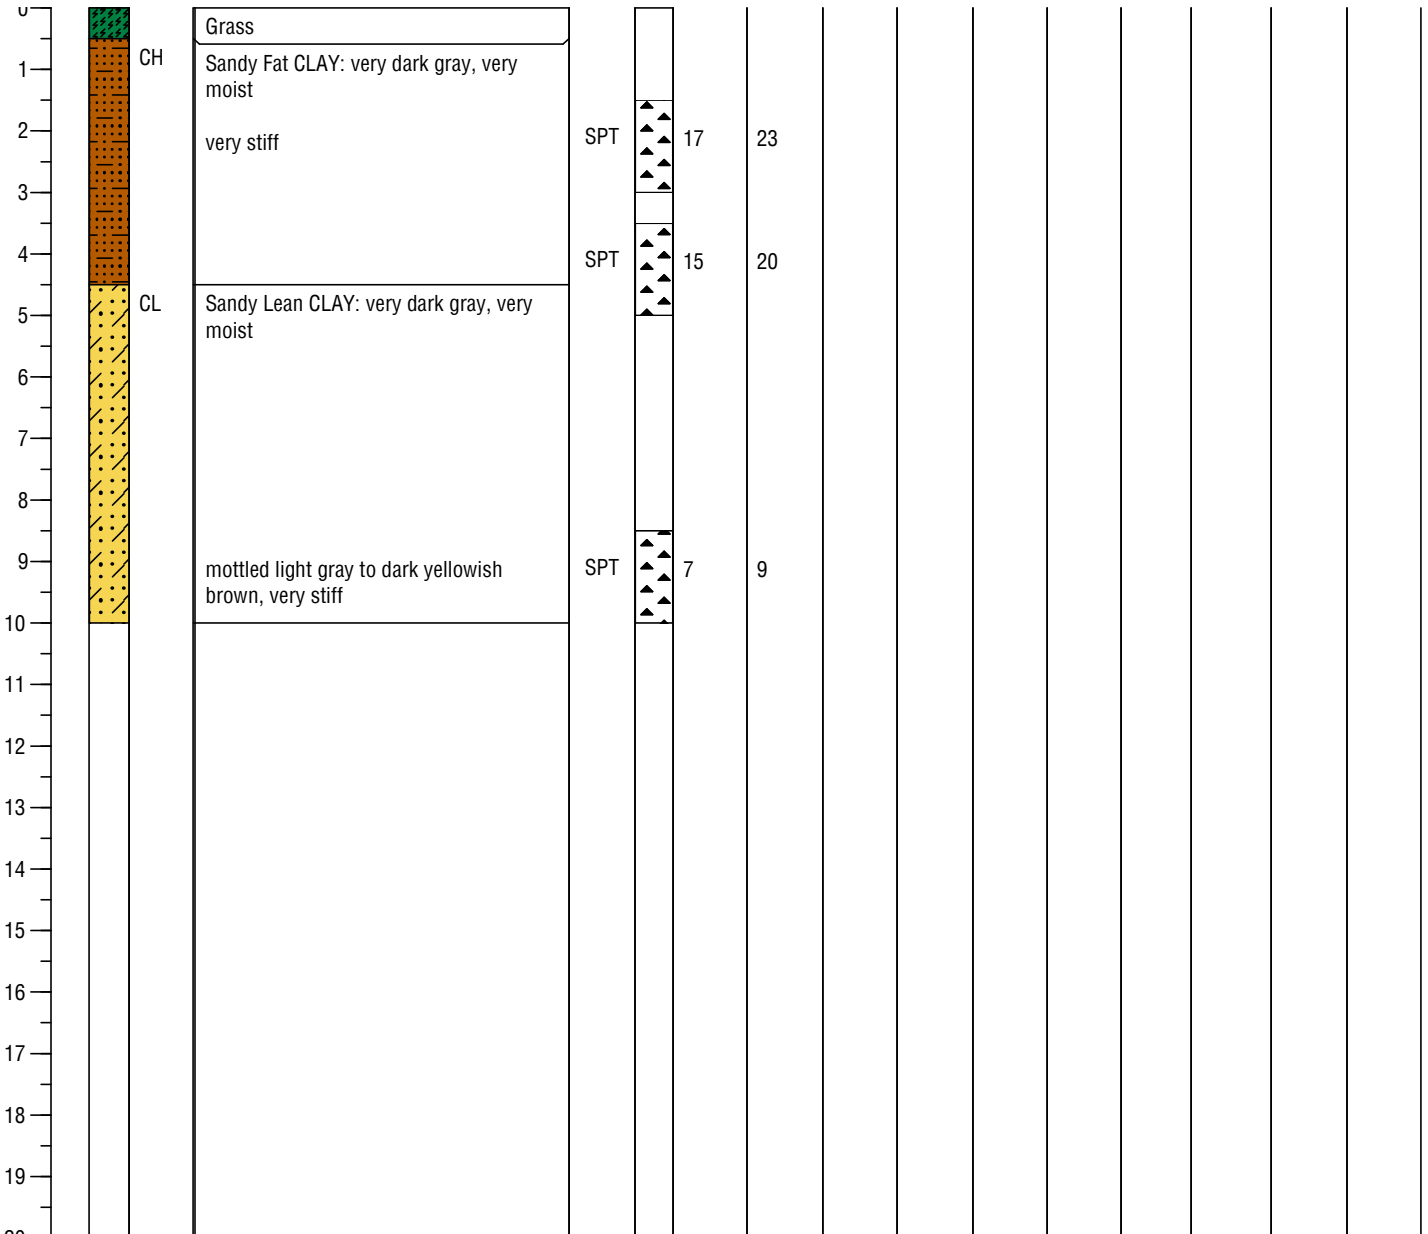 0
Grass
CH
Sandy Fat CLAY: very dark gray, very
moist
1
2
very stiff
SPT
17
23
3
4
SPT
15
20
CL
Sandy Lean CLAY: very dark gray, very
moist
5
6
7
8
9
mottled light gray to dark yellowish
brown, very stiff
SPT
7
9
10
11
12
13
14
15
16
17
18
19